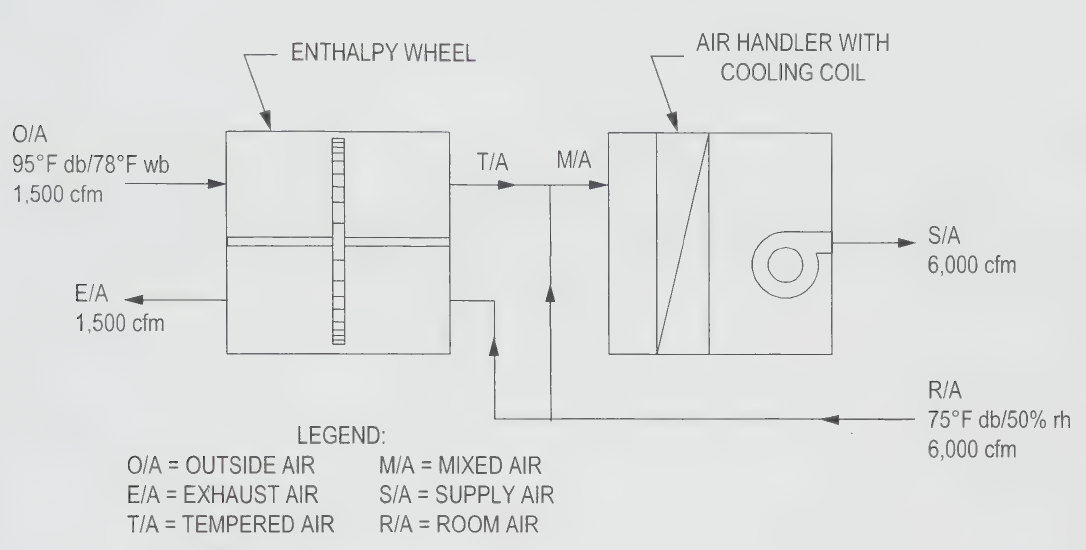 ENTHALPY WHEEL
AIR HANDLER WITH
COOLING COIL
O/A
95°F db/78°F wb
1,500 cfm
T/A
M/A
S/A
6,000 cfm
E/A
1,500 cfm
R/A
75°F db/50% rh
6,000 cfm
LEGEND:
O/A = OUTSIDE AIR M/A = MIXED AIR
E/A = EXHAUST AIR S/A = SUPPLY AIR
T/A = TEMPERED AIR R/A = ROOM AIR